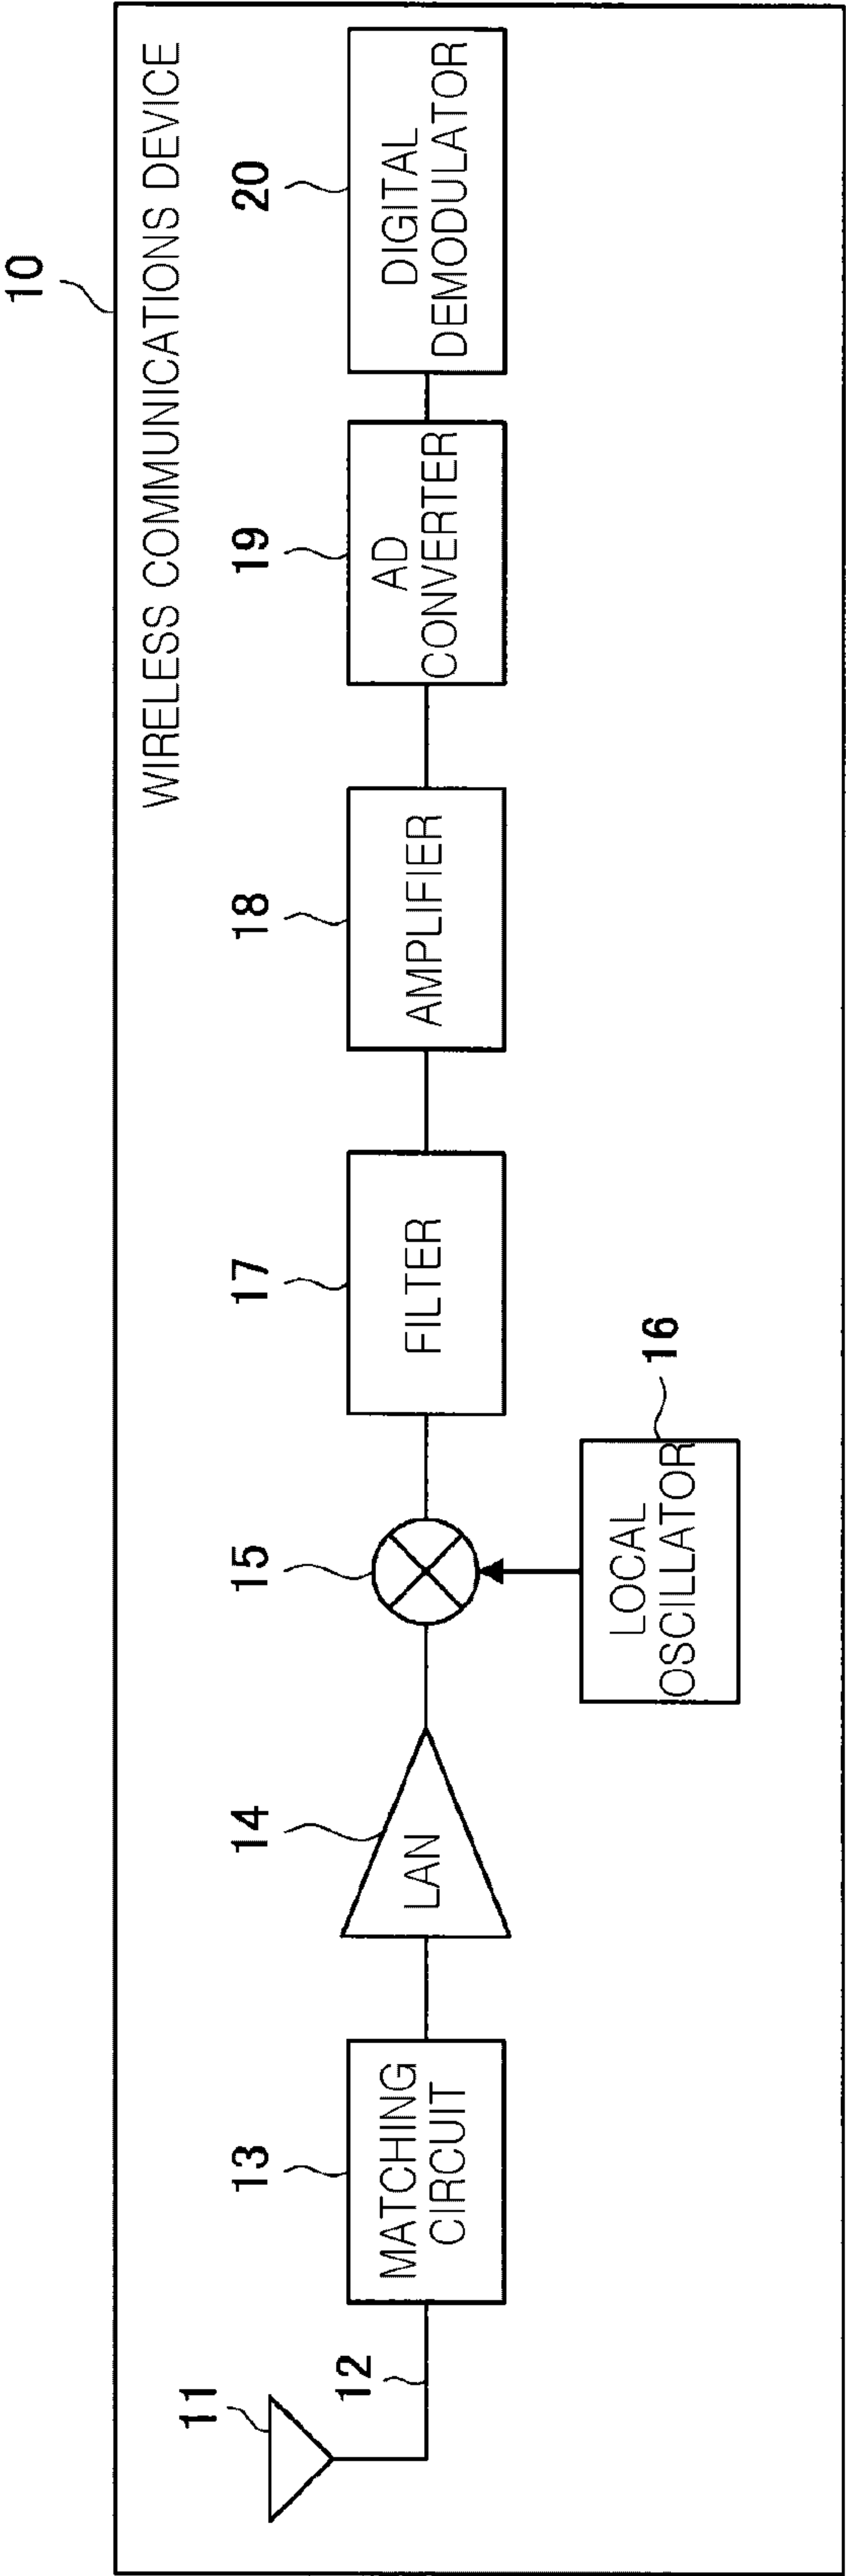 10
WIRELESS COMMUNICATIONS DEVICE
11
12
13
MATCHING
CIRCUIT
14
LAN
15
16
LOCAL
OSCILLATOR
17
FILTER
18
AMPLIFIER
19
AD
CONVERTER
20
DIGITAL
DEMODULATOR